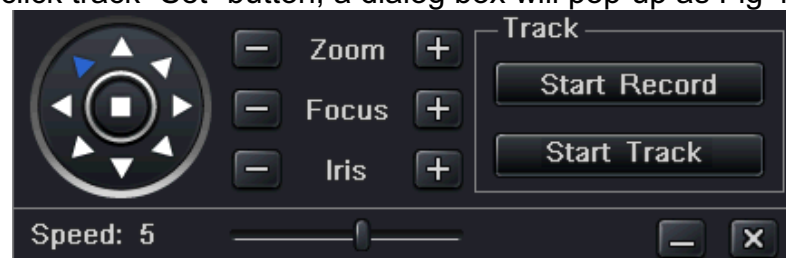 click track "Set" button, a dialog box will pop-up as Fig
Zoom
Track
Start Record
Focus
Start Track
Iris
Speed: 5